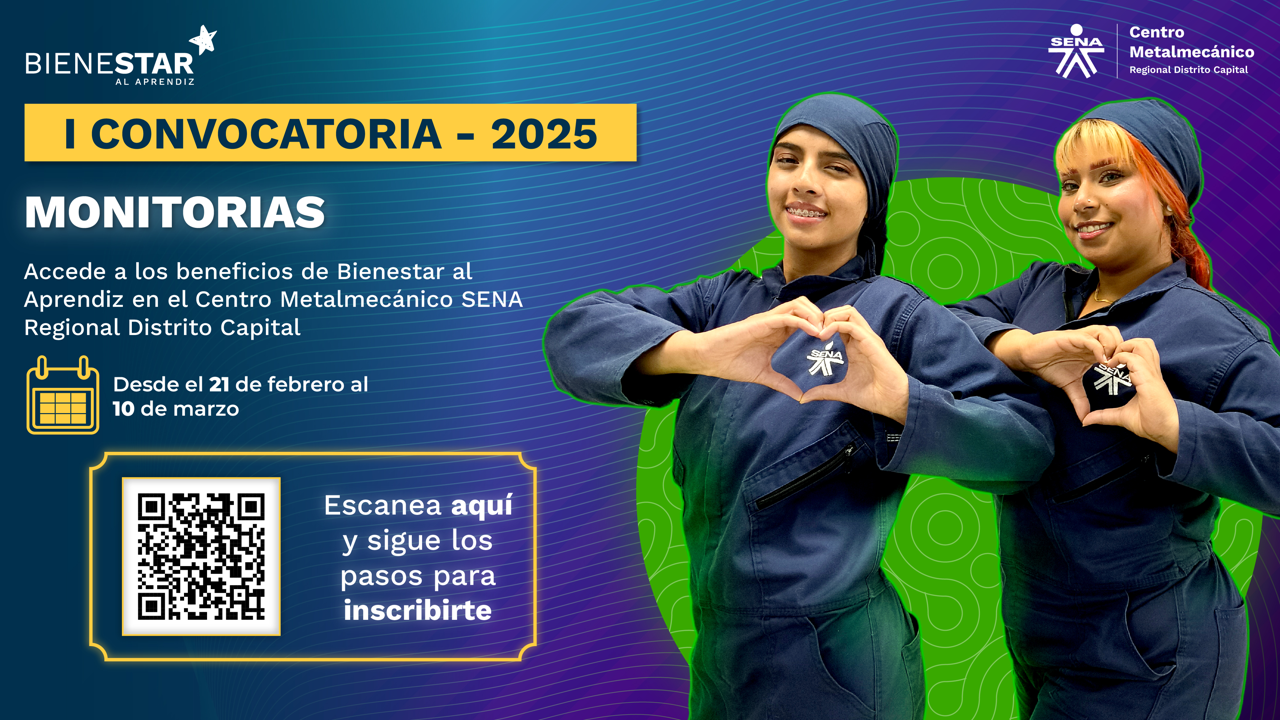 BIENESTAR
AL APRENDIZ
SENA
Centro
Metalmecánico
Regional Distrito Capital
I CONVOCATORIA - 2025
MONITORIAS
Accede a los beneficios de Bienestar al
Aprendiz en el Centro Metalmecánico SENA
Regional Distrito Capital
Desde el 21 de febrero al
10 de marzo
Escanea aquí
y sigue los
pasos para
inscribirte
SENA
SENA